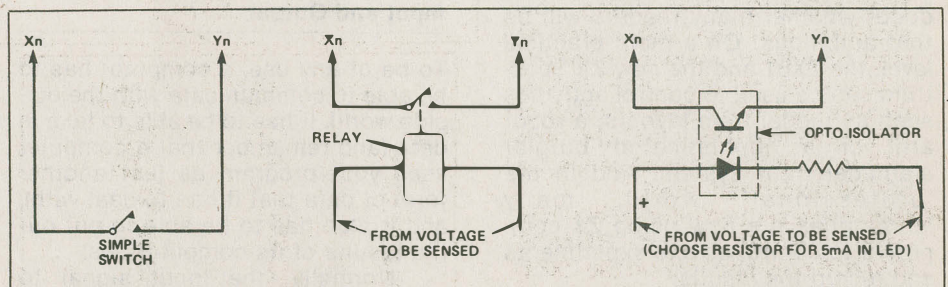 Xn
Yn
Xn
Yn
Xn
Yn
SIMPLE
SWITCH
RELAY
FROM VOLTAGE
TO BE SENSED
OPTO-ISOLATOR
+
FROM VOLTAGE TO BE SENSED
(CHOOSE RESISTOR FOR 5mA IN LED)